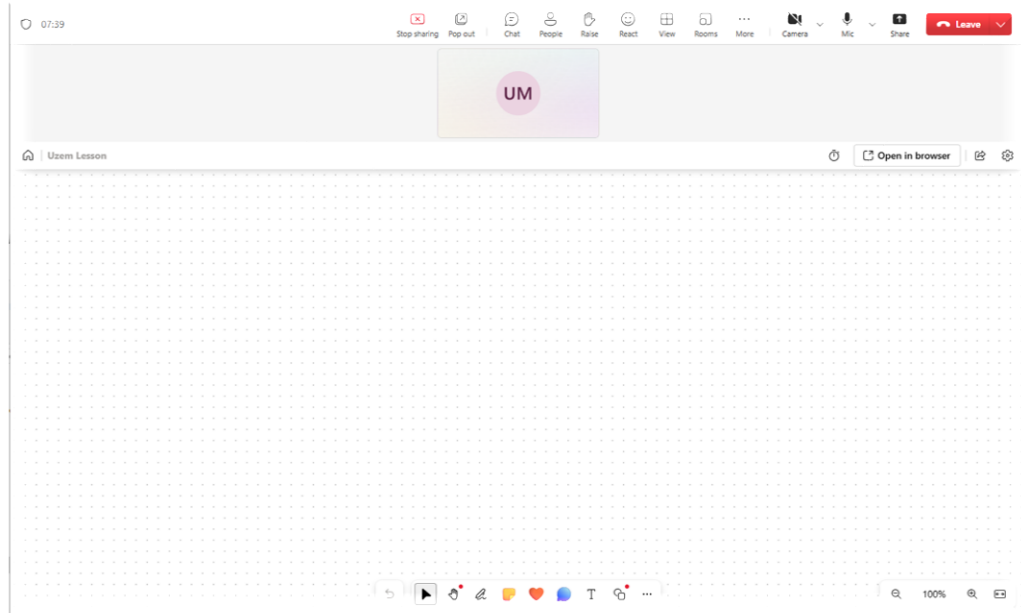 07:39
Stop sharing Pop out Chat People Raise React View Rooms More Camera Mic Share Leave
UM
Uzem Lesson Open in browser
T 100%